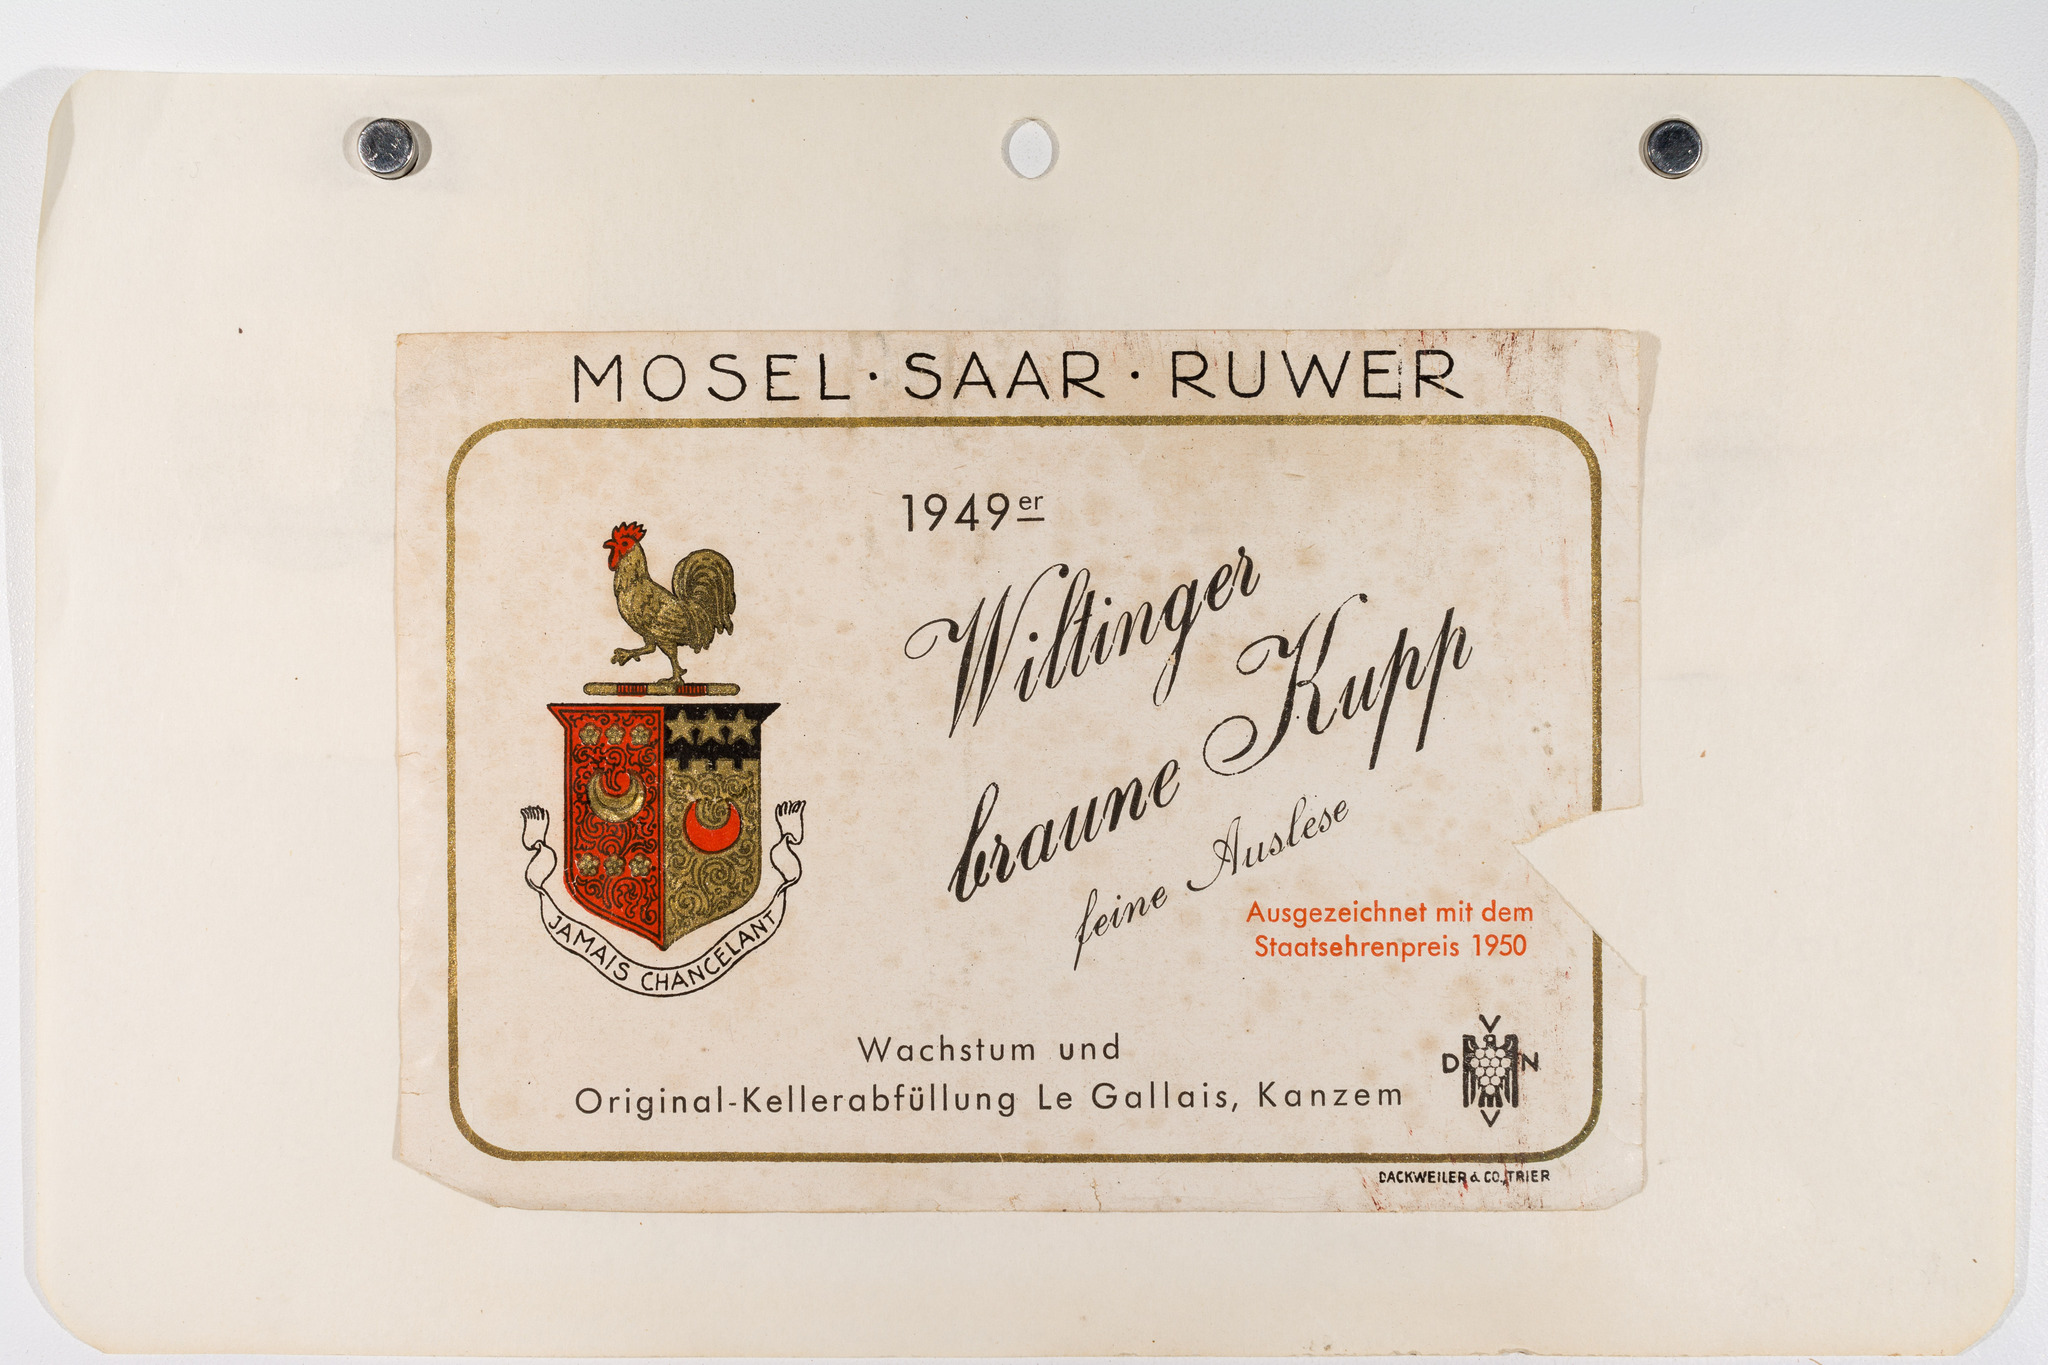 MOSEL · SAAR · RUWER
1949er
Wiltinger
braune Kupp
feine Auslese
Ausgezeichnet mit dem
Staatsehrenpreis 1950
JAMAIS CHANCELANT
Wachstum und
Original-Kellerabfüllung Le Gallais, Kanzem
V
D N
V
DACKWEILER & CO., TRIER